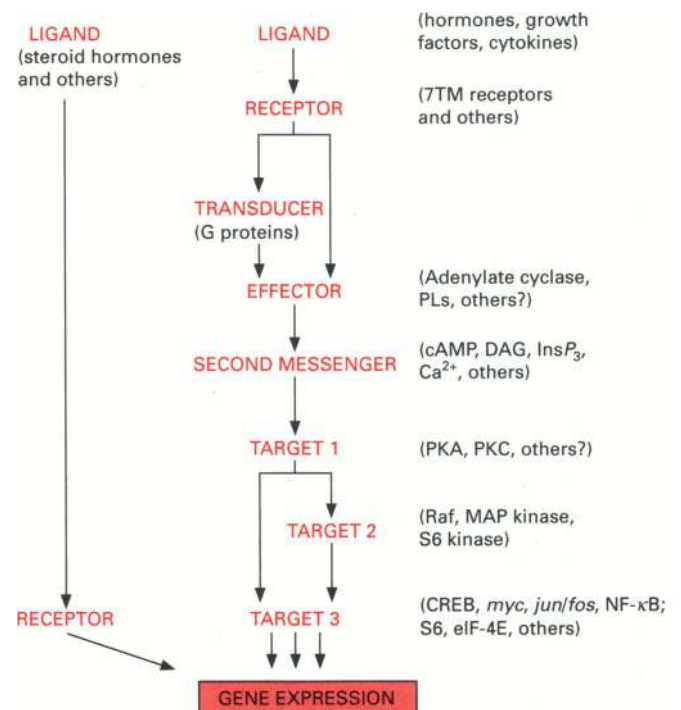 LIGAND
(steroid hormones
and others)
LIGAND
(hormones, growth
factors, cytokines)
RECEPTOR
(7TM receptors
and others)
TRANSDUCER
(G proteins)
EFFECTOR
(Adenylate cyclase,
PLs, others?)
SECOND MESSENGER
(cAMP, DAG, InsP₃,
Ca²⁺, others)
TARGET 1
(PKA, PKC, others?)
TARGET 2
(Raf, MAP kinase,
S6 kinase)
RECEPTOR
TARGET 3
(CREB, myc, jun/fos, NF-κB;
S6, eIF-4E, others)
GENE EXPRESSION